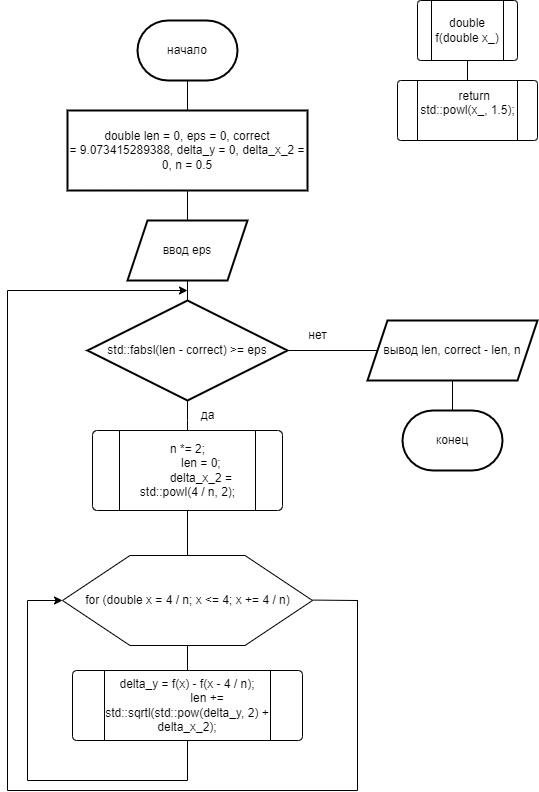 начало
double len = 0, eps = 0, correct
= 9.073415289388, delta_y = 0, delta_x_2 =
0, n = 0.5
ввод eps
std::fabsl(len - correct) >= eps
нет
вывод len, correct - len, n
конец
да
n *= 2;
len = 0;
delta_x_2 =
std::powl(4 / n, 2);
for (double x = 4 / n; x <= 4; x += 4 / n)
delta_y = f(x) - f(x - 4 / n);
len +=
std::sqrtl(std::pow(delta_y, 2) +
delta_x_2);
double
f(double x_)
return
std::powl(x_, 1.5);